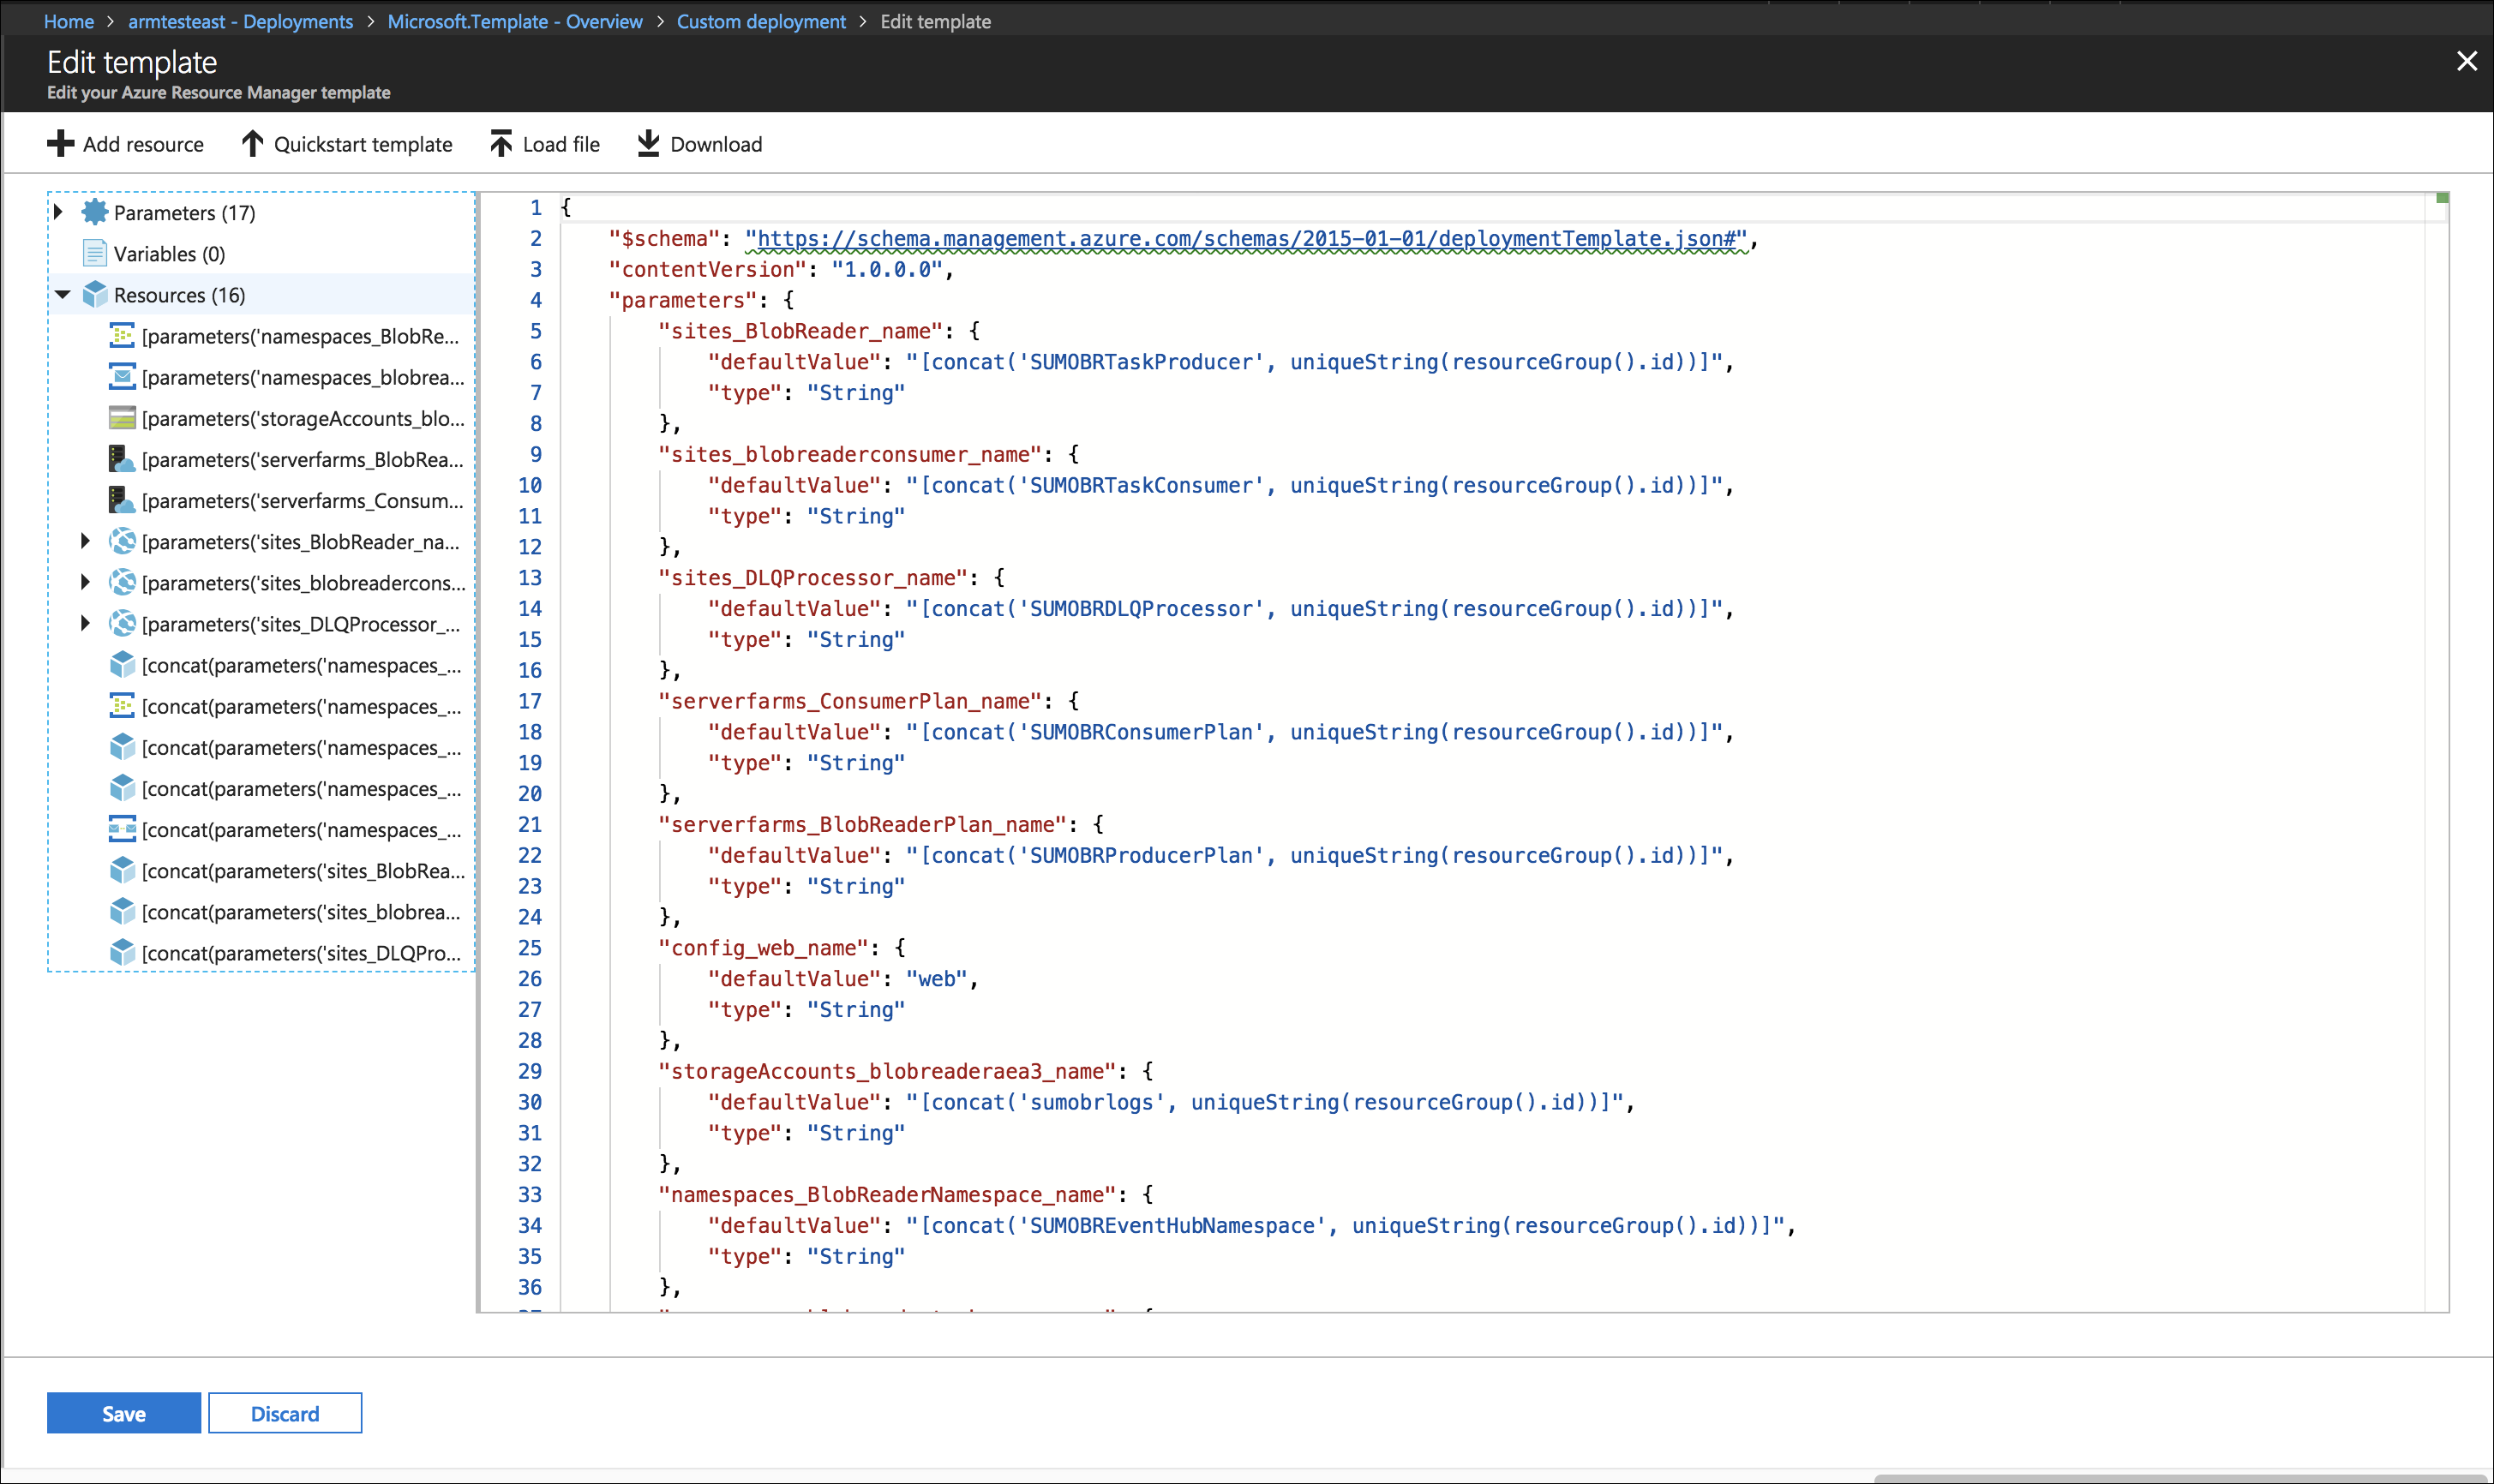 Home > armtesteast - Deployments > Microsoft.Template - Overview > Custom deployment > Edit template
Edit template
Edit your Azure Resource Manager template
Add resource Quickstart template Load file Download
Parameters (17)
Variables (0)
Resources (16)
[parameters('namespaces_BlobRe...
[parameters('namespaces_blobrea...
[parameters('storageAccounts_blo...
[parameters('serverfarms_BlobRea...
[parameters('serverfarms_Consum...
[parameters('sites_BlobReader_na...
[parameters('sites_blobreadercons...
[parameters('sites_DLQProcessor_...
[concat(parameters('namespaces_...
[concat(parameters('namespaces_...
[concat(parameters('namespaces_...
[concat(parameters('namespaces_...
[concat(parameters('namespaces_...
[concat(parameters('sites_BlobRea...
[concat(parameters('sites_blobrea...
[concat(parameters('sites_DLQPro...
1 {
2 "$schema": "https://schema.management.azure.com/schemas/2015-01-01/deploymentTemplate.json#",
3 "contentVersion": "1.0.0.0",
4 "parameters": {
5 "sites_BlobReader_name": {
6 "defaultValue": "[concat('SUMOBRTaskProducer', uniqueString(resourceGroup().id))]",
7 "type": "String"
8 },
9 "sites_blobreaderconsumer_name": {
10 "defaultValue": "[concat('SUMOBRTaskConsumer', uniqueString(resourceGroup().id))]",
11 "type": "String"
12 },
13 "sites_DLQProcessor_name": {
14 "defaultValue": "[concat('SUMOBRDLQProcessor', uniqueString(resourceGroup().id))]",
15 "type": "String"
16 },
17 "serverfarms_ConsumerPlan_name": {
18 "defaultValue": "[concat('SUMOBRConsumerPlan', uniqueString(resourceGroup().id))]",
19 "type": "String"
20 },
21 "serverfarms_BlobReaderPlan_name": {
22 "defaultValue": "[concat('SUMOBRProducerPlan', uniqueString(resourceGroup().id))]",
23 "type": "String"
24 },
25 "config_web_name": {
26 "defaultValue": "web",
27 "type": "String"
28 },
29 "storageAccounts_blobreaderaea3_name": {
30 "defaultValue": "[concat('sumobrlogs', uniqueString(resourceGroup().id))]",
31 "type": "String"
32 },
33 "namespaces_BlobReaderNamespace_name": {
34 "defaultValue": "[concat('SUMOBREventHubNamespace', uniqueString(resourceGroup().id))]",
35 "type": "String"
36 },
Save Discard